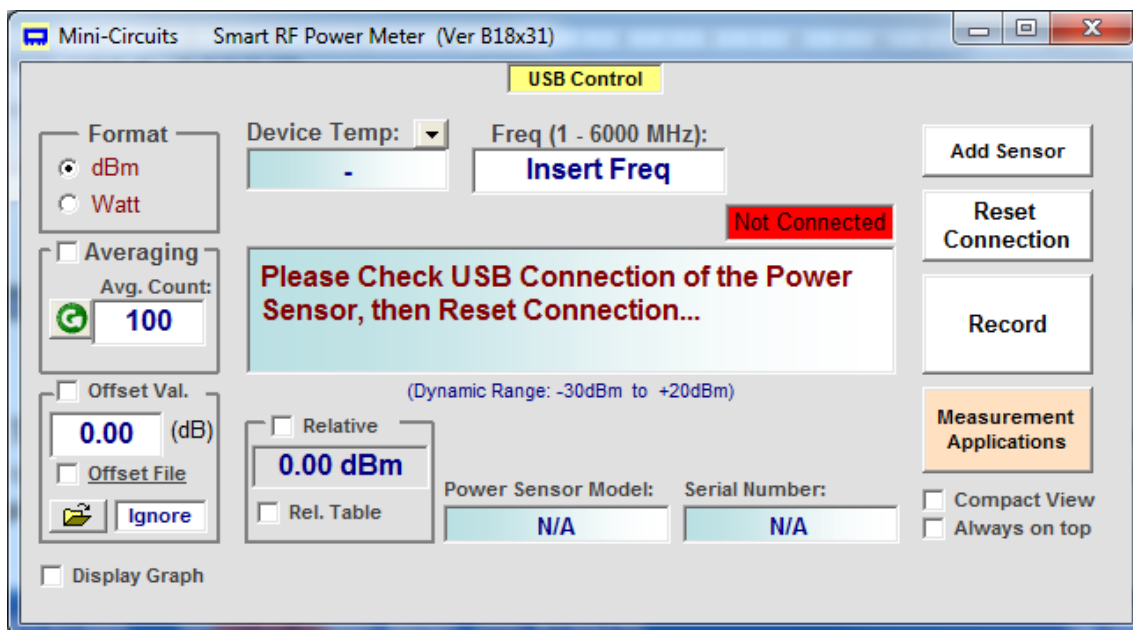 Mini-Circuits Smart RF Power Meter (Ver B18x31)
USB Control
Format
dBm
Watt
Device Temp:
-
Freq (1 - 6000 MHz):
Insert Freq
Add Sensor
Reset
Connection
Not Connected
Averaging
Avg. Count:
100
Please Check USB Connection of the Power
Sensor, then Reset Connection...
Record
(Dynamic Range: -30dBm to +20dBm)
Offset Val.
0.00 (dB)
Offset File
Ignore
Relative
0.00 dBm
Rel. Table
Power Sensor Model:
N/A
Serial Number:
N/A
Measurement
Applications
Compact View
Always on top
Display Graph